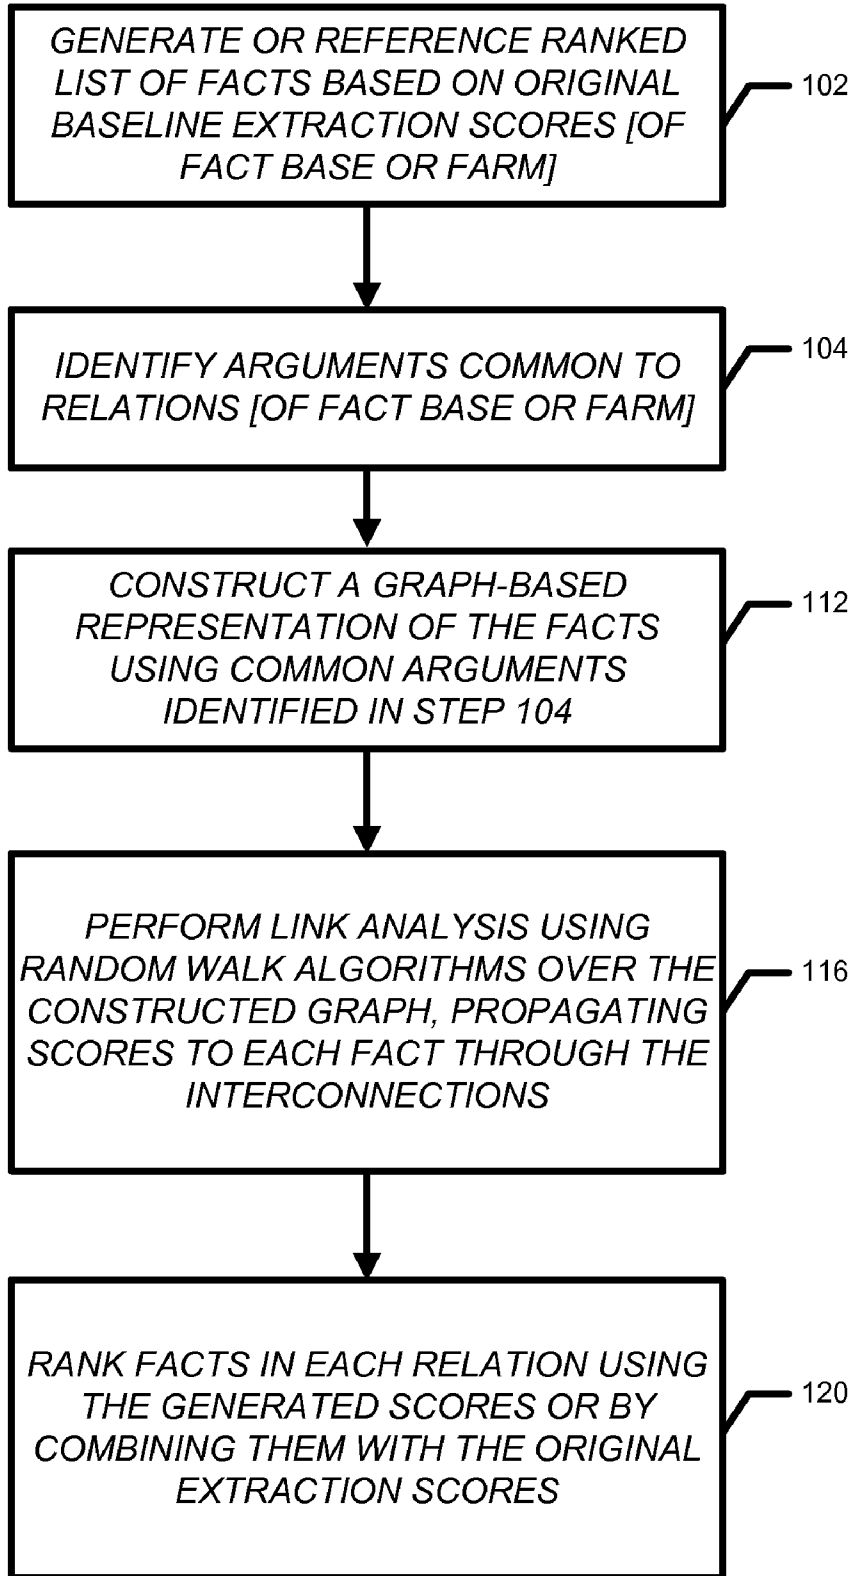 GENERATE OR REFERENCE RANKED
LIST OF FACTS BASED ON ORIGINAL
BASELINE EXTRACTION SCORES [OF
FACT BASE OR FARM]
102
IDENTIFY ARGUMENTS COMMON TO
RELATIONS [OF FACT BASE OR FARM]
104
CONSTRUCT A GRAPH-BASED
REPRESENTATION OF THE FACTS
USING COMMON ARGUMENTS
IDENTIFIED IN STEP 104
112
PERFORM LINK ANALYSIS USING
RANDOM WALK ALGORITHMS OVER THE
CONSTRUCTED GRAPH, PROPAGATING
SCORES TO EACH FACT THROUGH THE
INTERCONNECTIONS
116
RANK FACTS IN EACH RELATION USING
THE GENERATED SCORES OR BY
COMBINING THEM WITH THE ORIGINAL
EXTRACTION SCORES
120